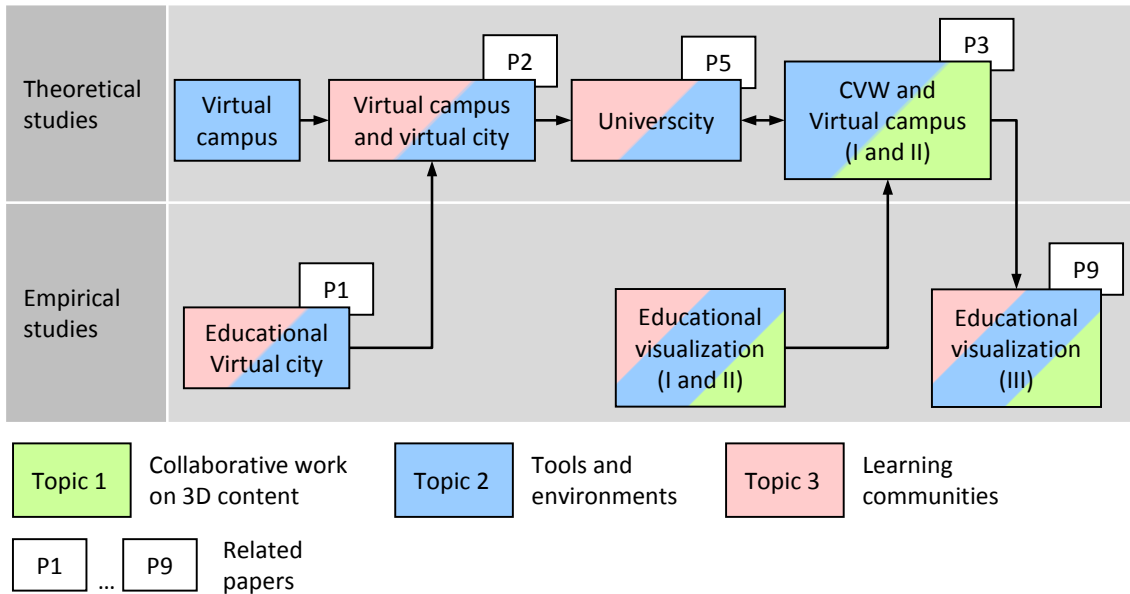 Theoretical
studies
Virtual
campus
P2
Virtual campus
and virtual city
P5
Universcity
P3
CVW and
Virtual campus
(I and II)
Empirical
studies
P1
Educational
Virtual city
Educational
visualization
(I and II)
P9
Educational
visualization
(III)
Topic 1
Collaborative work
on 3D content
Topic 2
Tools and
environments
Topic 3
Learning
communities
P1
...
P9
Related
papers